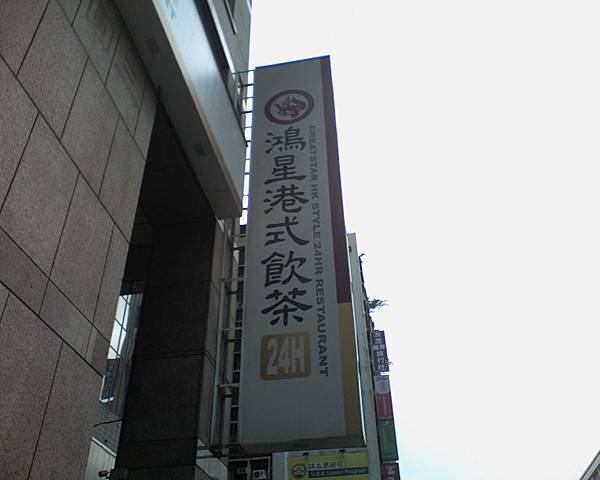 鴻星港式飲茶
GREATSTAR HK STYLE 24HR RESTAURANT
24H